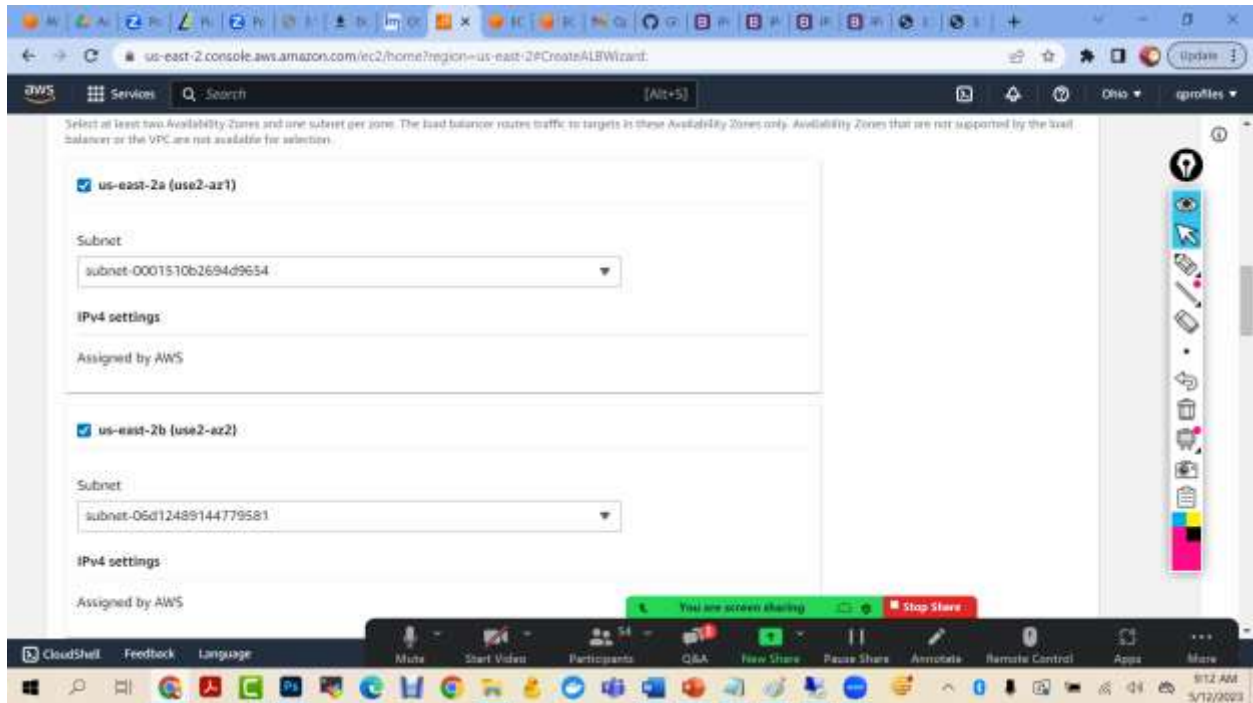 us-east-2.console.aws.amazon.com/ec2/home?region=us-east-2#CreateALBWizard:
Update
aws
Services
Search
[Alt+S]
Ohio
qprofiles
Select at least two Availability Zones and one subnet per zone. The load balancer routes traffic to targets in these Availability Zones only. Availability Zones that are not supported by the load
balancer or the VPC are not available for selection.
us-east-2a (use2-az1)
Subnet
subnet-0001510b2694d9654
IPv4 settings
Assigned by AWS
us-east-2b (use2-az2)
Subnet
subnet-06d12489144779581
IPv4 settings
Assigned by AWS
You are screen sharing
Stop Share
CloudShell
Feedback
Language
Mute
Start Video
54
Participants
Q&A
New Share
Pause Share
Annotate
Remote Control
Apps
More
9:12 AM
5/12/2023